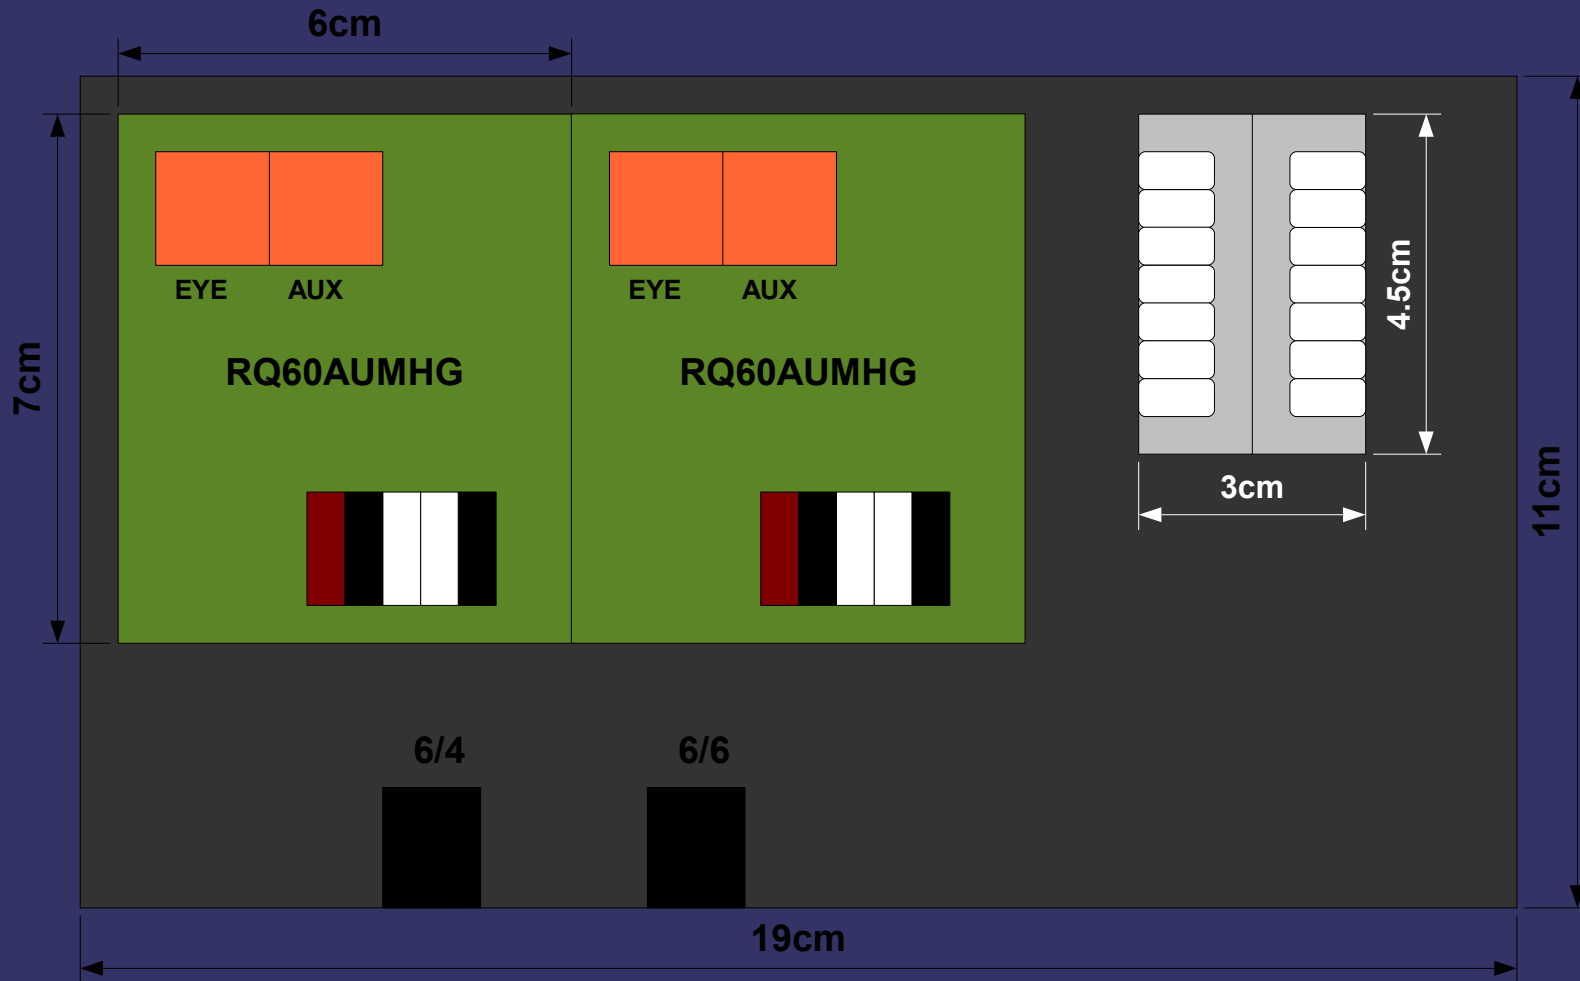 6cm
EYE AUX
EYE AUX
4.5cm
RQ60AUMHG
RQ60AUMHG
7cm
3cm
11cm
6/4
6/6
19cm